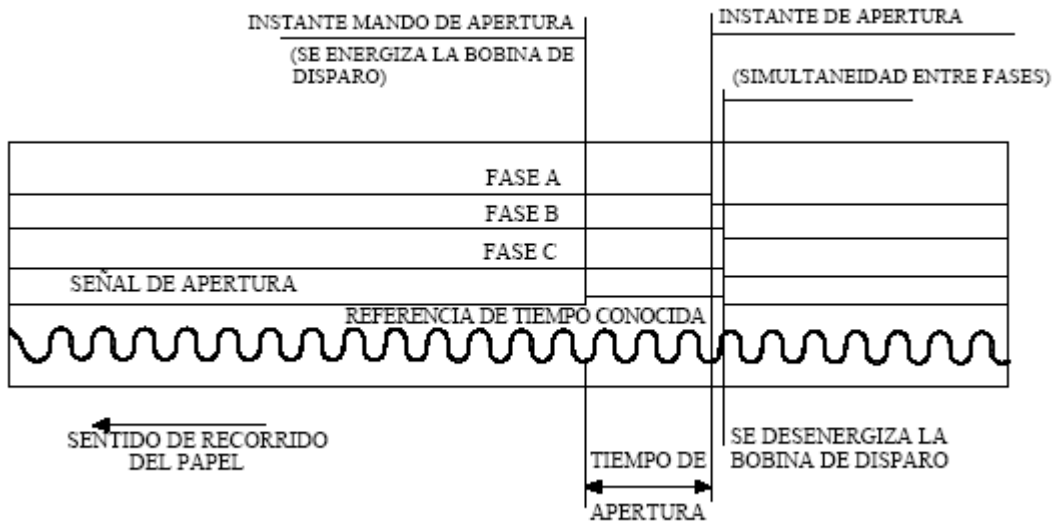 INSTANTE MANDO DE APERTURA
(SE ENERGIZA LA BOBINA DE
DISPARO)
INSTANTE DE APERTURA
(SIMULTANEIDAD ENTRE FASES)
FASE A
FASE B
FASE C
SEÑAL DE APERTURA
REFERENCIA DE TIEMPO CONOCIDA
SENTIDO DE RECORRIDO
DEL PAPEL
TIEMPO DE
APERTURA
SE DESENERGIZA LA
BOBINA DE DISPARO